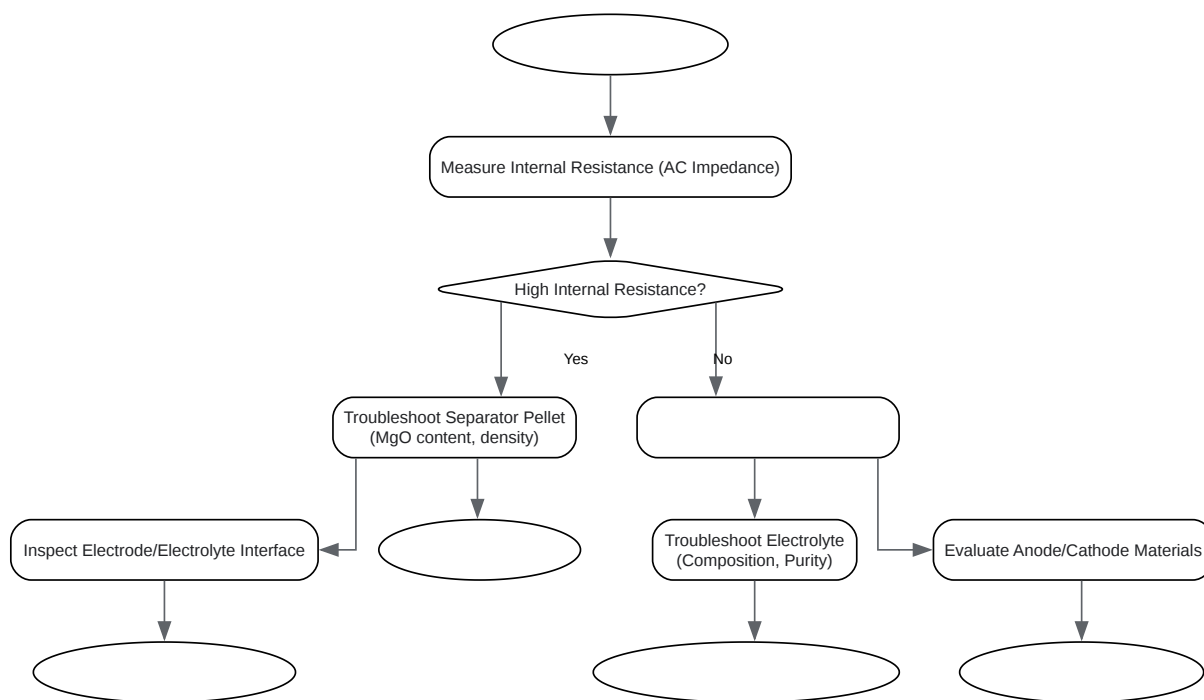 Measure Internal Resistance (AC Impedance)
High Internal Resistance?
Yes
No
Troubleshoot Separator Pellet
(MgO content, density)
Inspect Electrode/Electrolyte Interface
Troubleshoot Electrolyte
(Composition, Purity)
Evaluate Anode/Cathode Materials